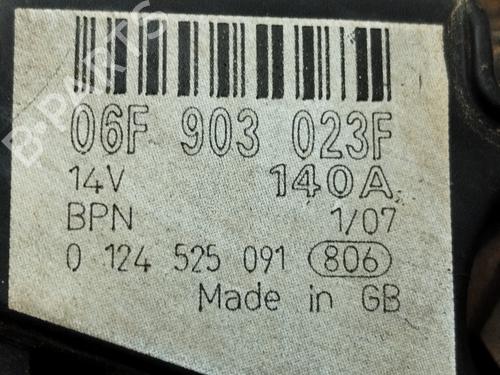 06F 903 023F
14V 140A
BPN 1/07
0 124 525 091 806
Made in GB
B-PARTS